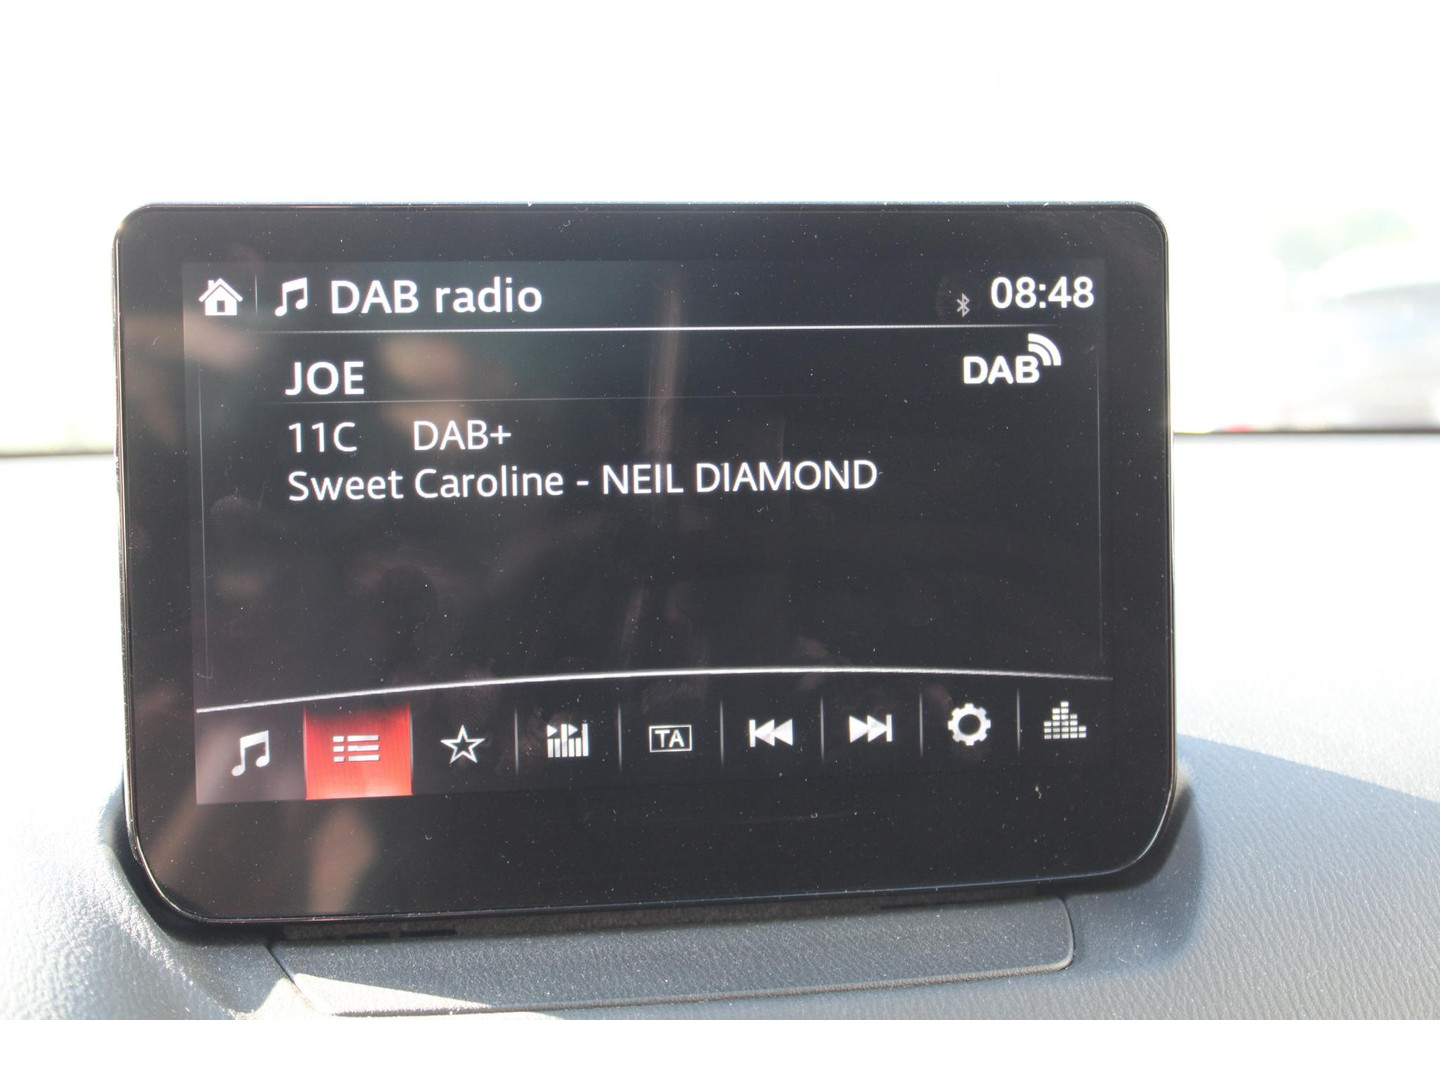 DAB radio 08:48
JOE DAB
11C DAB+
Sweet Caroline - NEIL DIAMOND
TA